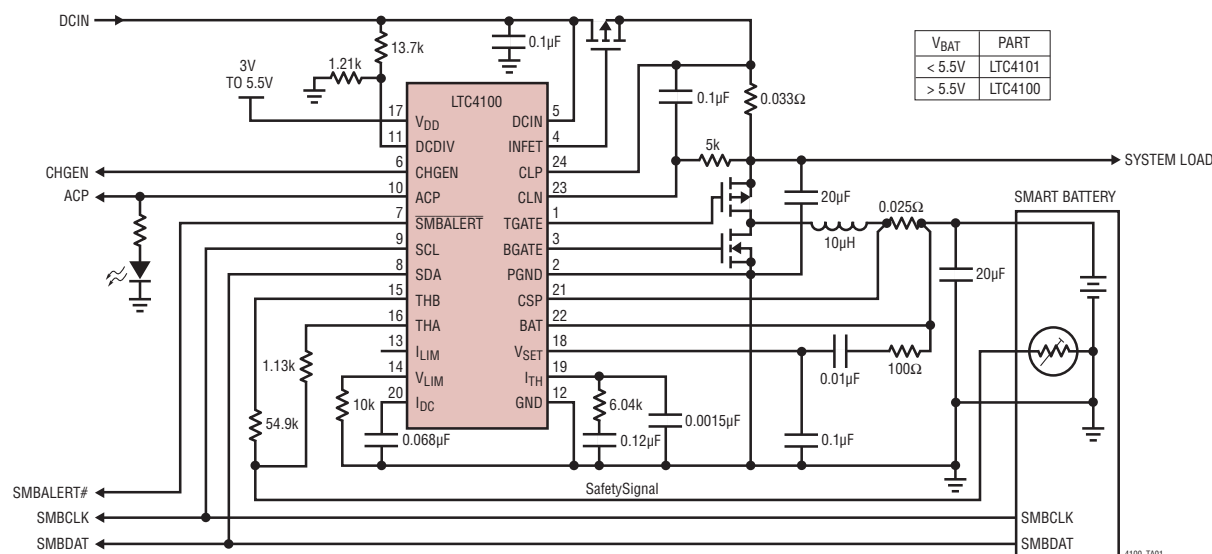 DCIN
3V
TO 5.5V
1.21k
13.7k
0.1µF
0.1µF
0.033Ω
5k
VBAT PART
< 5.5V LTC4101
> 5.5V LTC4100
LTC4100
17 VDD
11 DCDIV
6 CHGEN
10 ACP
7 SMBALERT
9 SCL
8 SDA
15 THB
16 THA
13 ILIM
14 VLIM
20 IDC
DCIN 5
INFET 4
CLP 24
CLN 23
TGATE 1
BGATE 3
PGND 2
CSP 21
BAT 22
VSET 18
ITH 19
GND 12
CHGEN
ACP
SYSTEM LOAD
20µF
10µH
0.025Ω
20µF
SMART BATTERY
1.13k
54.9k
10k
0.068µF
6.04k
0.12µF
0.0015µF
0.01µF
100Ω
0.1µF
SafetySignal
SMBALERT#
SMBCLK
SMBDAT
SMBCLK
SMBDAT
4100 TA01